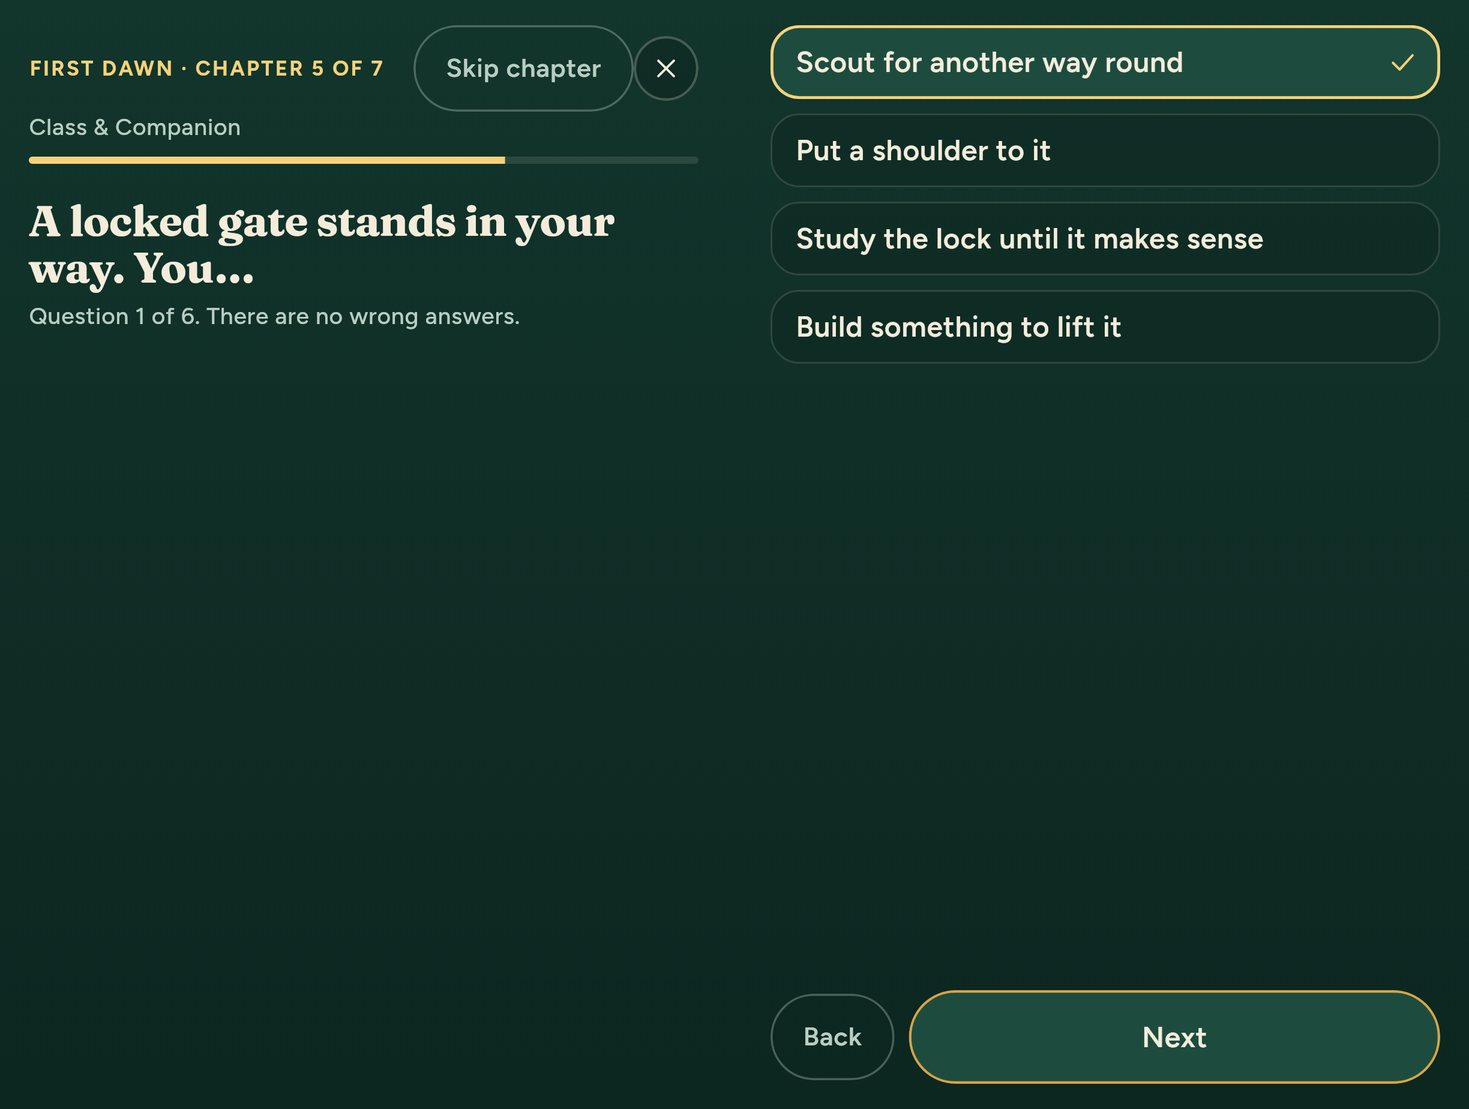 FIRST DAWN · CHAPTER 5 OF 7
Skip chapter
Class & Companion
A locked gate stands in your
way. You...
Question 1 of 6. There are no wrong answers.
Scout for another way round
Put a shoulder to it
Study the lock until it makes sense
Build something to lift it
Back
Next